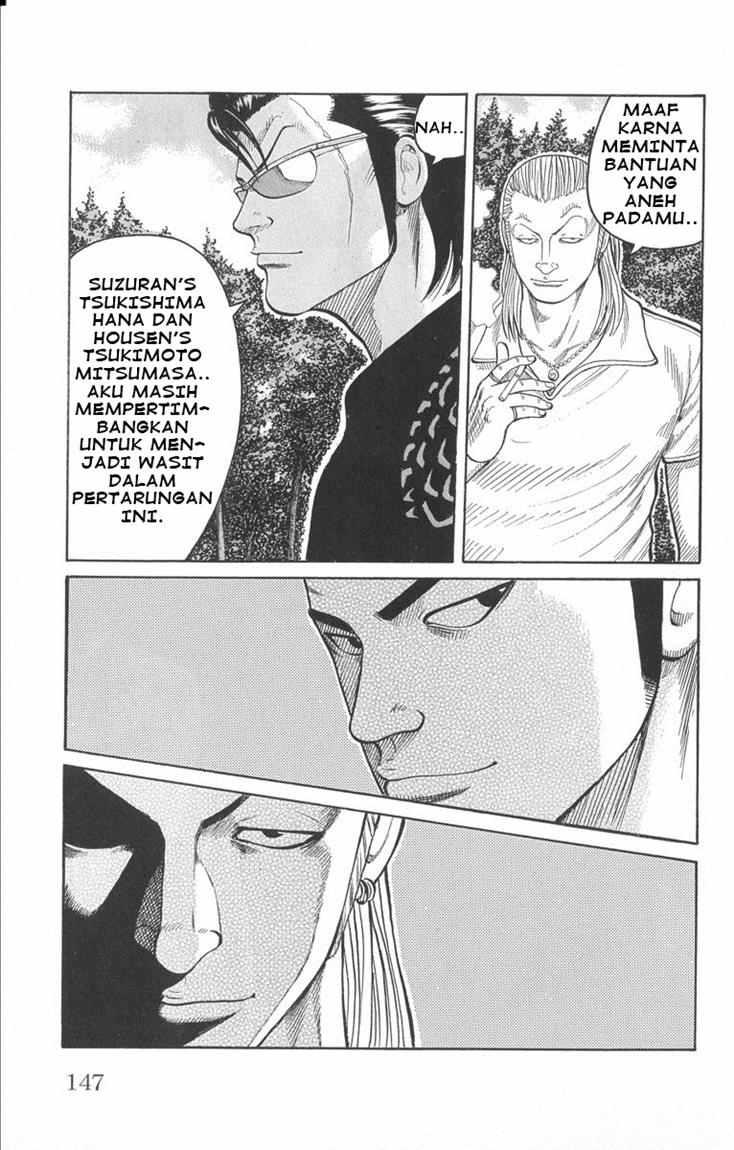 MAAF
KARNA
MEMINTA
BANTUAN
YANG
ANEH
PADAMU..
NAH..
SUZURAN'S
TSUKISHIMA
HANA DAN
HOUSEN'S
TSUKIMOTO
MITSUMASA..
AKU MASIH
MEMPERTIM-
BANGKAN
UNTUK MEN-
JADI WASIT
DALAM
PERTARUNGAN
INI.
147